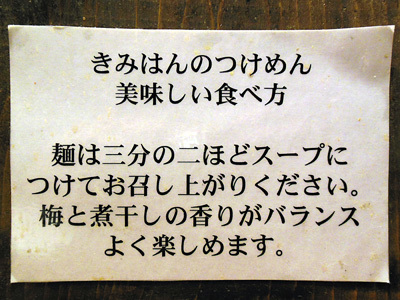 きみはんのつけめん
美味しい食べ方
麺は三分の二ほどスープに
つけてお召し上がりください。
梅と煮干しの香りがバランス
よく楽しめます。